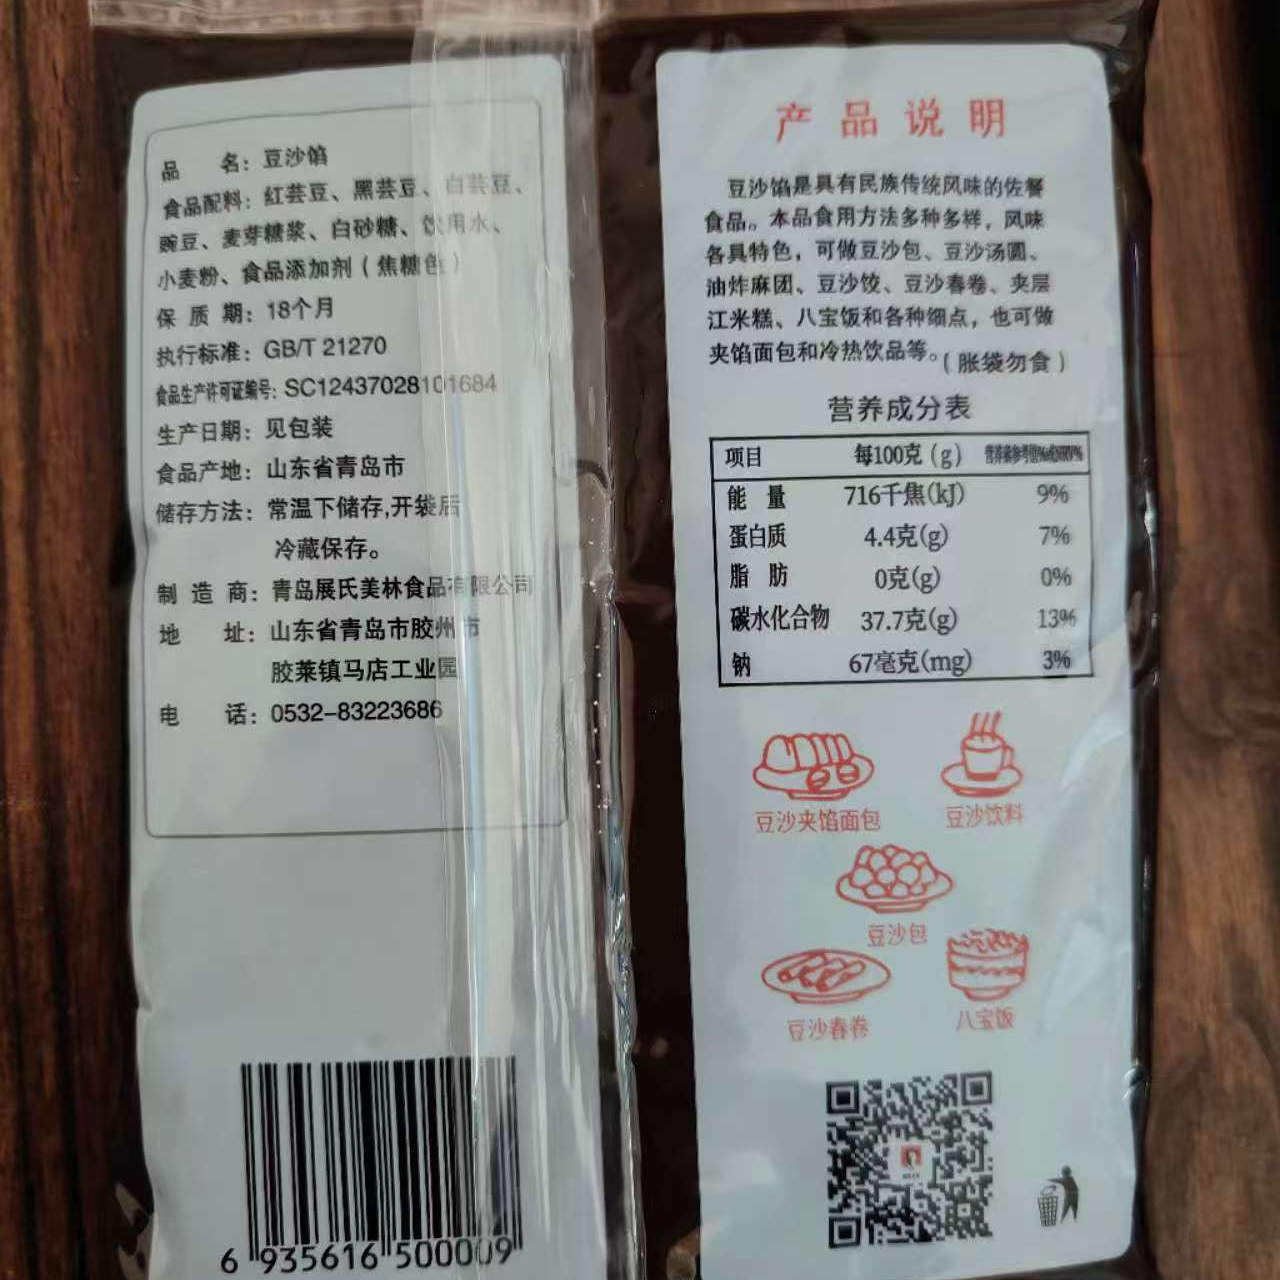 品 名：豆沙馅
食品配料：红芸豆、黑芸豆、白芸豆、
豌豆、麦芽糖浆、白砂糖、饮用水、
小麦粉、食品添加剂（焦糖色）
保 质 期：18个月
执行标准：GB/T 21270
食品生产许可证编号：SC12437028101684
生产日期：见包装
食品产地：山东省青岛市
储存方法：常温下储存,开袋后
冷藏保存。
制 造 商：青岛展氏美林食品有限公司
地 址：山东省青岛市胶州市
胶莱镇马店工业园
电 话：0532-83223686
6 935616 500009
产品说明
豆沙馅是具有民族传统风味的佐餐
食品。本品食用方法多种多样，风味
各具特色，可做豆沙包、豆沙汤圆、
油炸麻团、豆沙饺、豆沙春卷、夹层
江米糕、八宝饭和各种细点，也可做
夹馅面包和冷热饮品等。（胀袋勿食）
营养成分表
项目 每100克（g）
能 量 716千焦(kJ) 9%
蛋白质 4.4克(g) 7%
脂 肪 0克(g) 0%
碳水化合物 37.7克(g) 13%
钠 67毫克(mg) 3%
豆沙夹馅面包 豆沙饮料
豆沙包
豆沙春卷 八宝饭